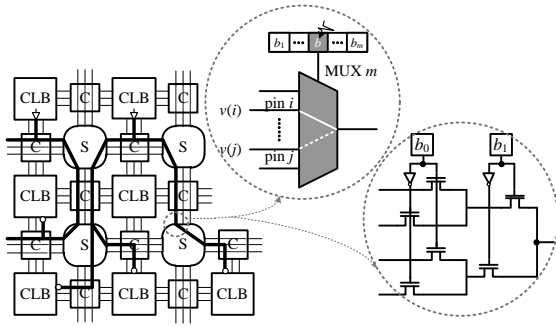 b1 ... b ... bm
MUX m
pin i
v(i)
v(j)
pin j
CLB C CLB C
C S C S
CLB C CLB C
C S C S C
CLB C CLB C CLB
b0 b1